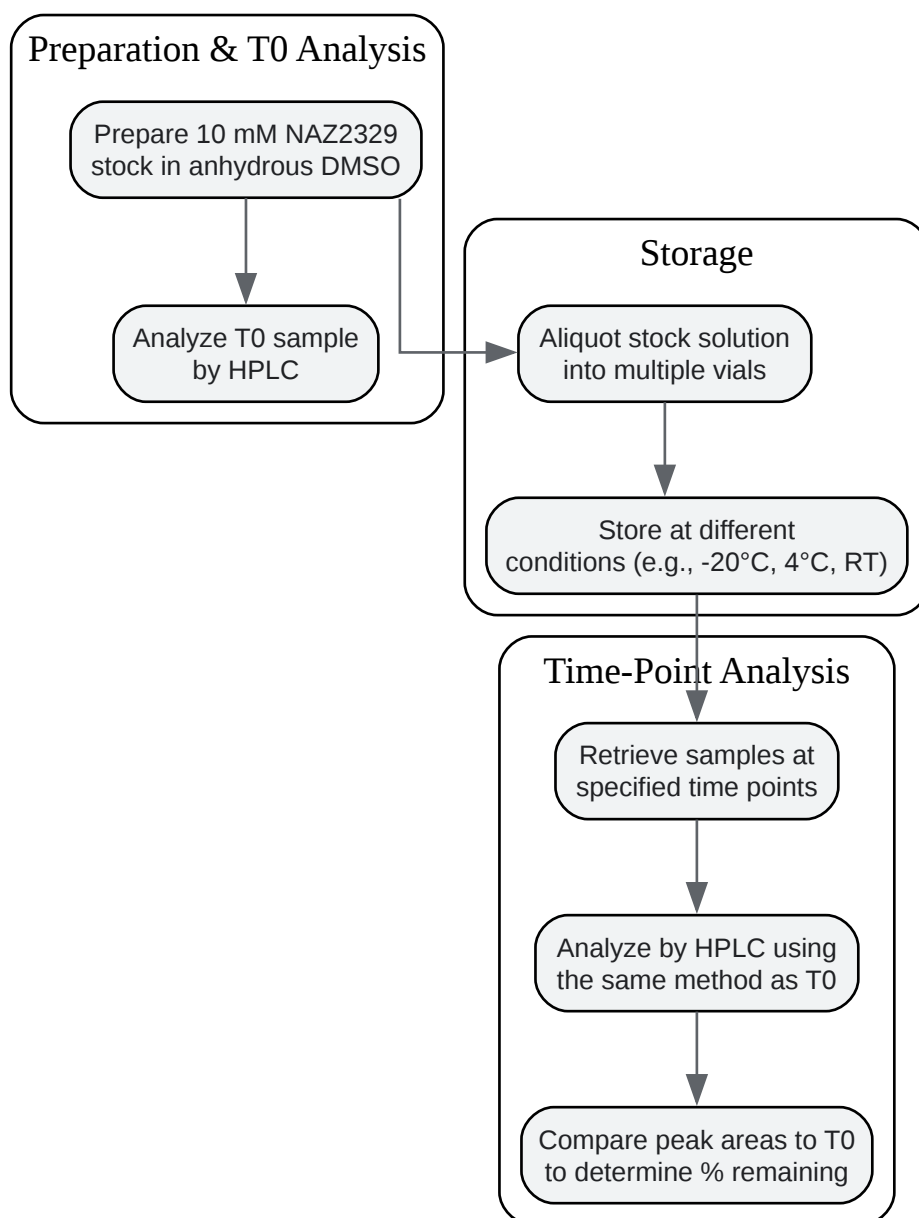 Preparation & T0 Analysis
Prepare 10 mM NAZ2329
stock in anhydrous DMSO
Analyze T0 sample
by HPLC
Storage
Aliquot stock solution
into multiple vials
Store at different
conditions (e.g., -20°C, 4°C, RT)
Time-Point Analysis
Retrieve samples at
specified time points
Analyze by HPLC using
the same method as T0
Compare peak areas to T0
to determine % remaining